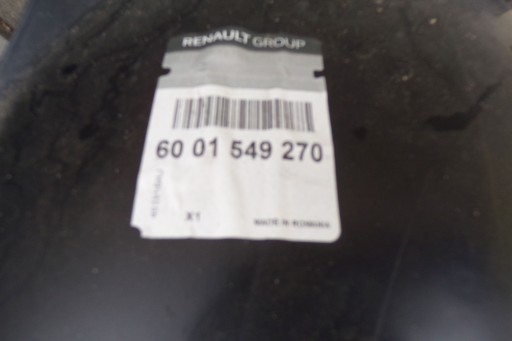 RENAULT GROUP
60 01 549 270
X1
MADE IN ROMANIA